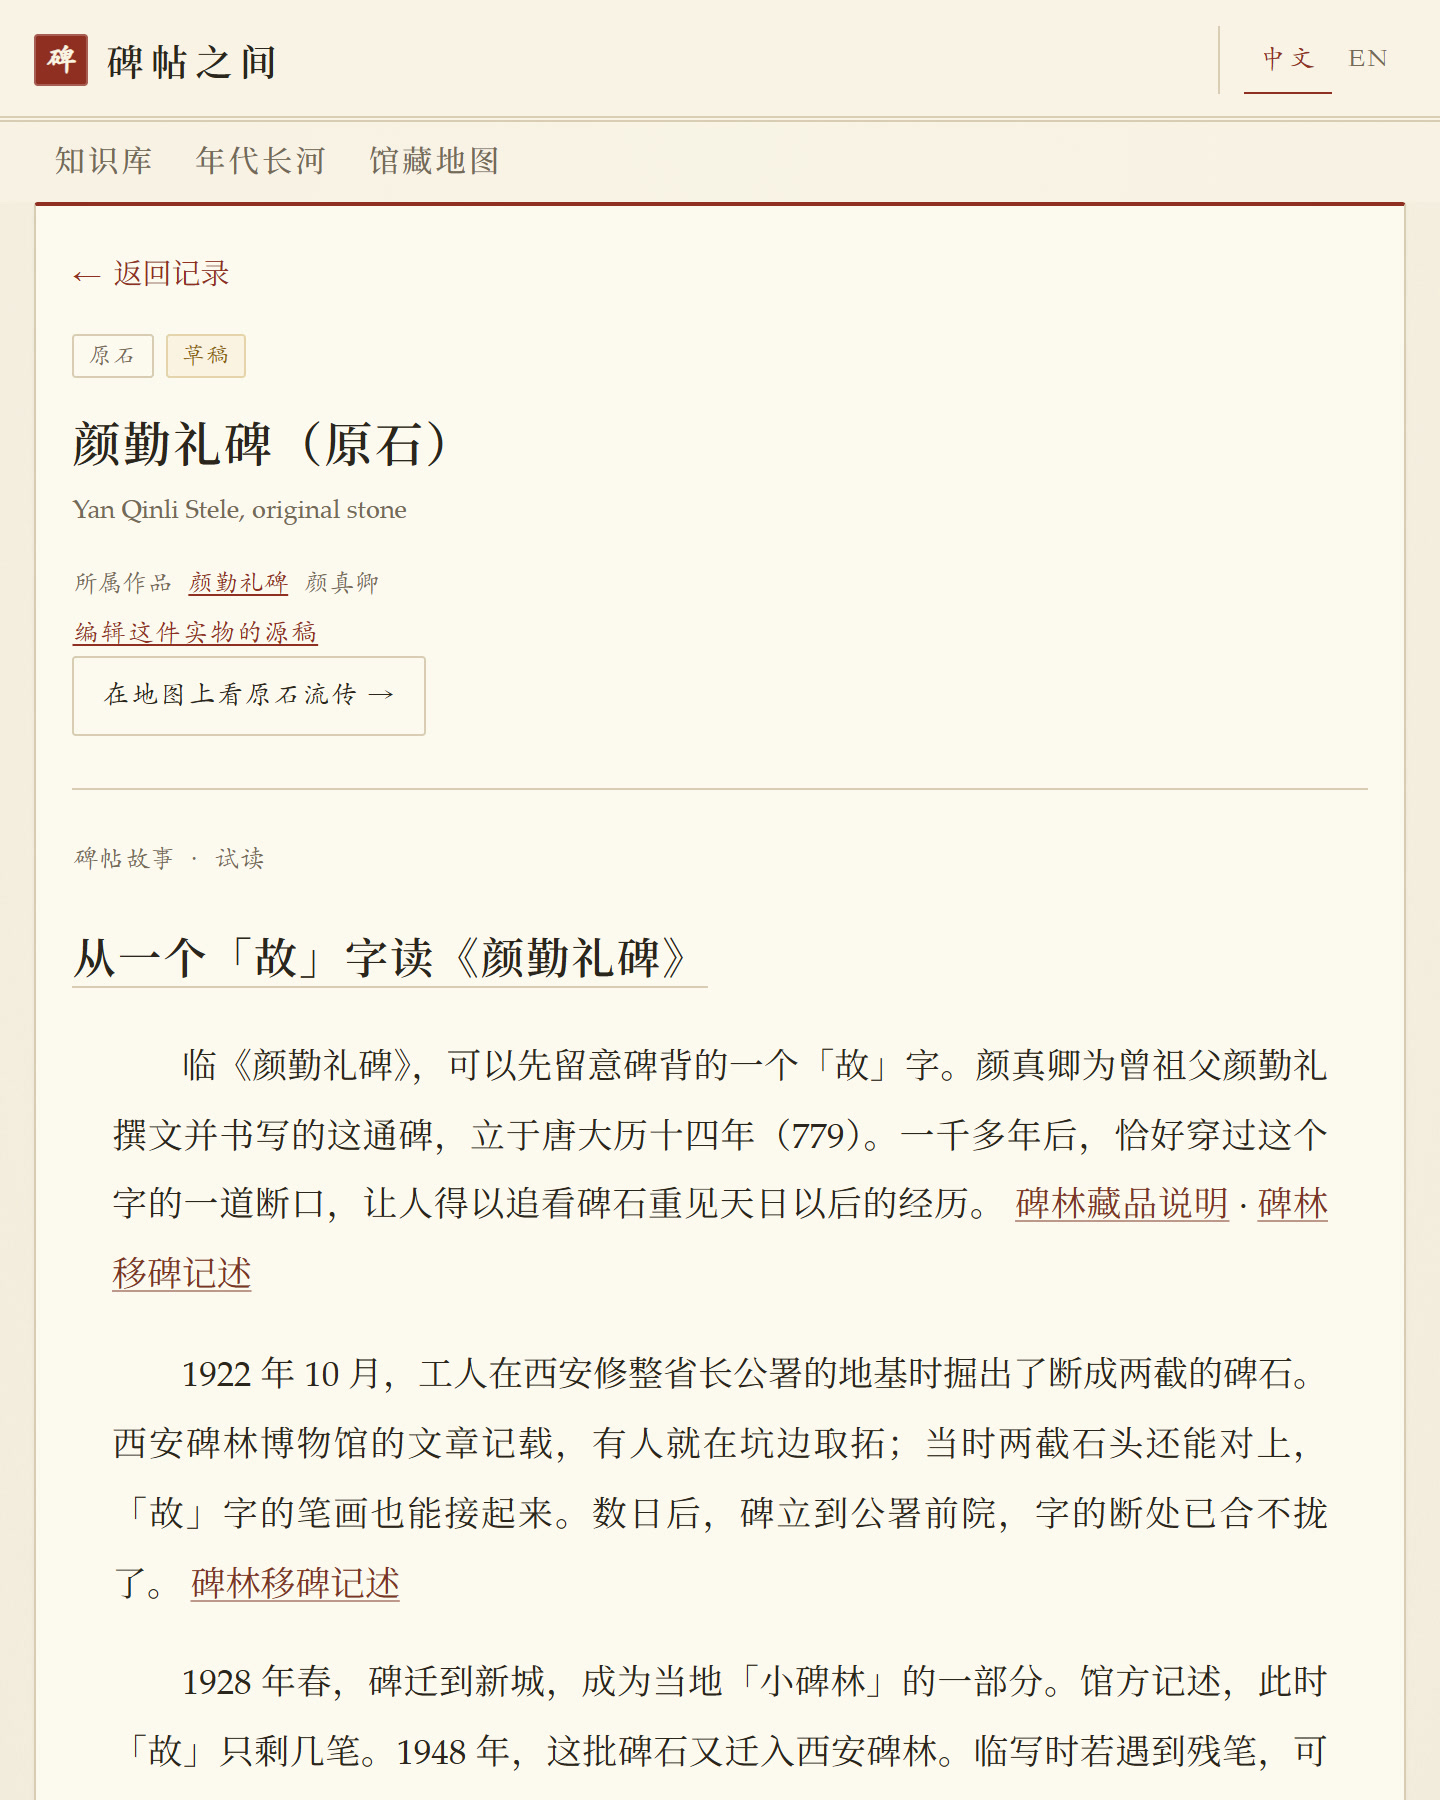 碑 碑帖之间 中文 EN
知识库 年代长河 馆藏地图
← 返回记录
原石 草稿
颜勤礼碑（原石）
Yan Qinli Stele, original stone
所属作品 颜勤礼碑 颜真卿
编辑这件实物的源稿
在地图上看原石流传 →
碑帖故事 · 试读
从一个「故」字读《颜勤礼碑》
临《颜勤礼碑》，可以先留意碑背的一个「故」字。颜真卿为曾祖父颜勤礼
撰文并书写的这通碑，立于唐大历十四年（779）。一千多年后，恰好穿过这个
字的一道断口，让人得以追看碑石重见天日以后的经历。 碑林藏品说明 · 碑林
移碑记述
1922 年 10 月，工人在西安修整省长公署的地基时掘出了断成两截的碑石。
西安碑林博物馆的文章记载，有人就在坑边取拓；当时两截石头还能对上，
「故」字的笔画也能接起来。数日后，碑立到公署前院，字的断处已合不拢
了。 碑林移碑记述
1928 年春，碑迁到新城，成为当地「小碑林」的一部分。馆方记述，此时
「故」只剩几笔。1948 年，这批碑石又迁入西安碑林。临写时若遇到残笔，可